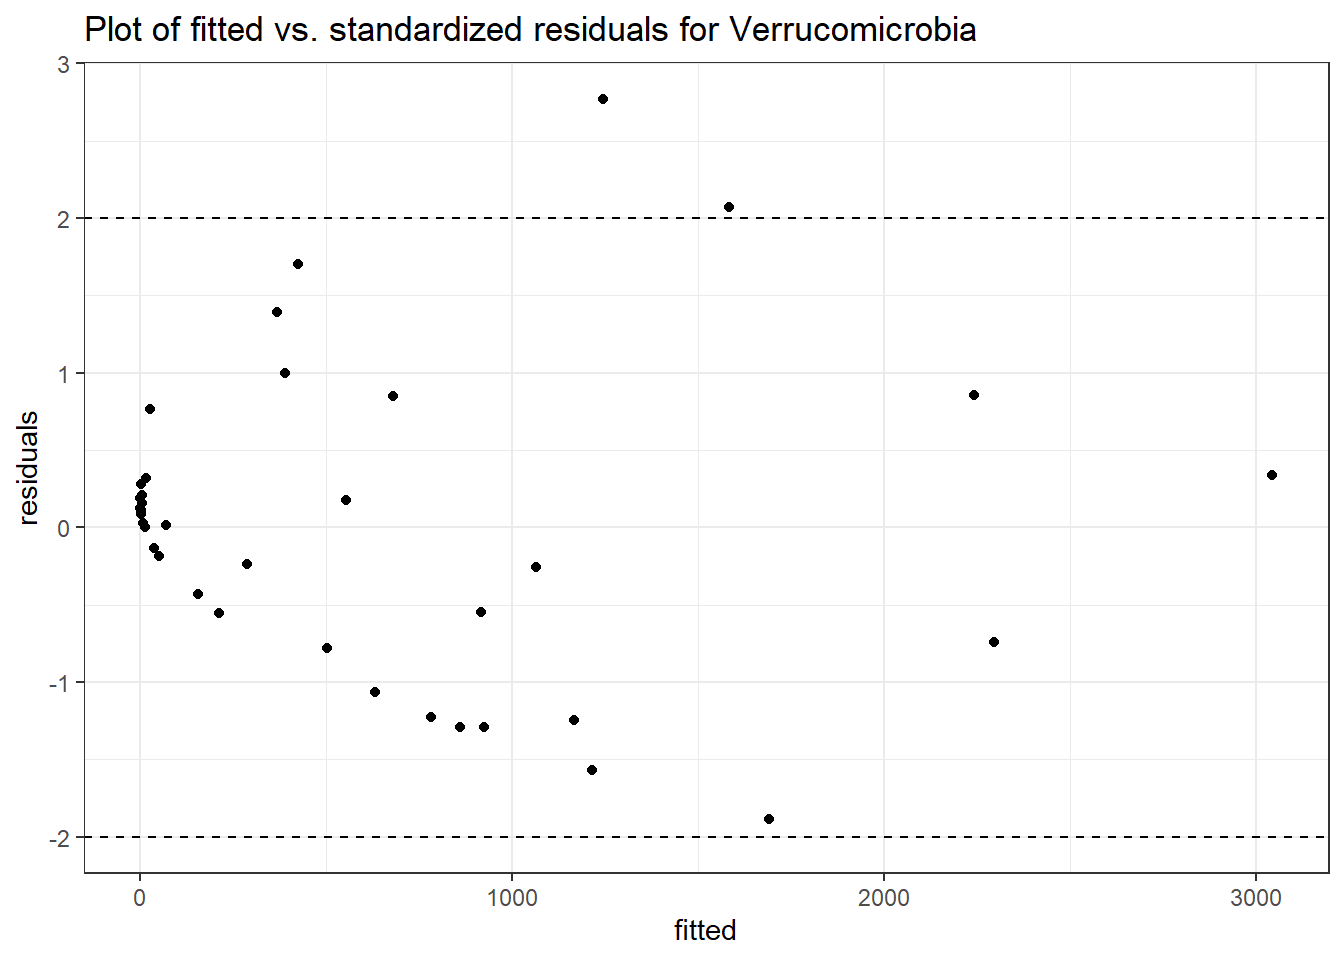 Plot of fitted vs. standardized residuals for Verrucomicrobia
3
2
1
0
-1
-2
residuals
0 1000 2000 3000
fitted